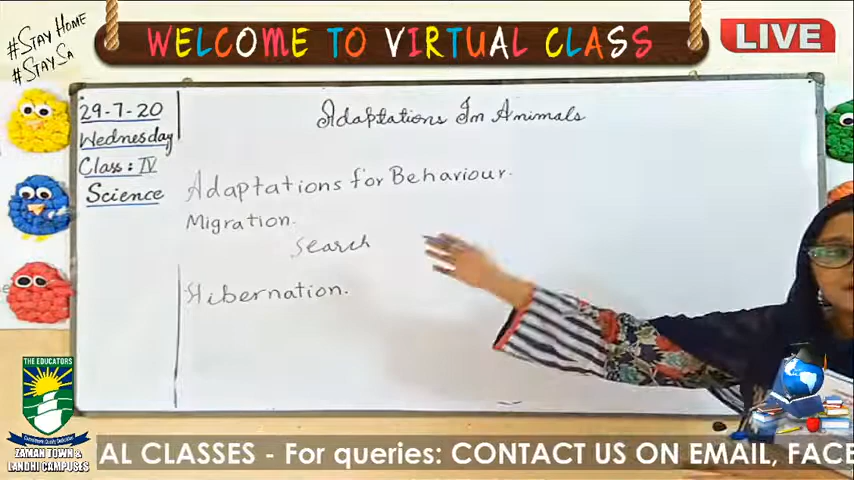 #STAY HOME
#STAYSA
WELCOME TO VIRTUAL CLASS
LIVE
29-7-20
Wednesday
Class: IV
Science
Adaptations In Animals
Adaptations for Behaviour.
Migration.
Search
Hibernation.
THE EDUCATORS
ZAMAN TOWN &
LANDHI CAMPUSES
AL CLASSES - For queries: CONTACT US ON EMAIL, FACE